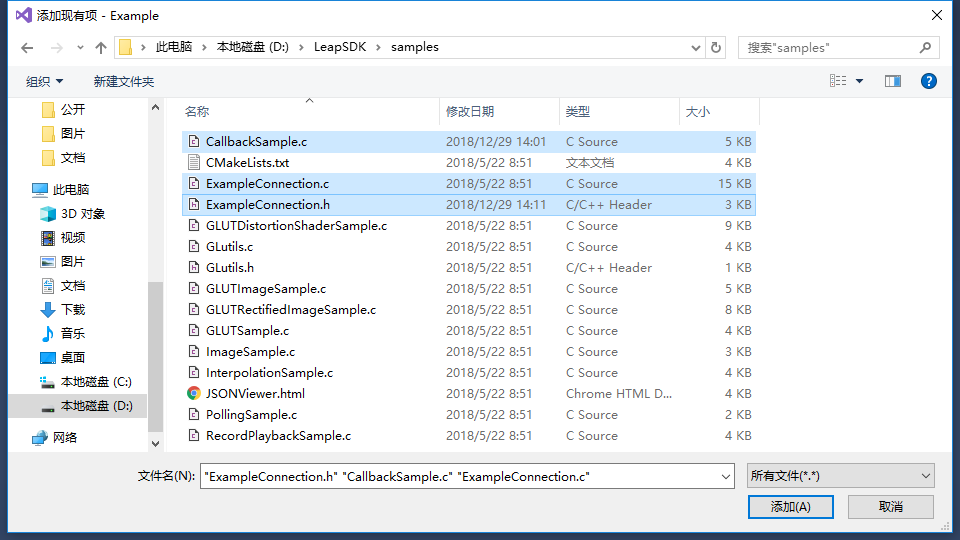 添加现有项 - Example
此电脑 > 本地磁盘 (D:) > LeapSDK > samples
搜索"samples"
组织 新建文件夹
公开
图片
文档
此电脑
3D 对象
视频
图片
文档
下载
音乐
桌面
本地磁盘 (C:)
本地磁盘 (D:)
网络
名称 修改日期 类型 大小
CallbackSample.c 2018/12/29 14:01 C Source 5 KB
CMakeLists.txt 2018/5/22 8:51 文本文档 4 KB
ExampleConnection.c 2018/5/22 8:51 C Source 15 KB
ExampleConnection.h 2018/12/29 14:11 C/C++ Header 3 KB
GLUTDistortionShaderSample.c 2018/5/22 8:51 C Source 9 KB
GLutils.c 2018/5/22 8:51 C Source 4 KB
GLutils.h 2018/5/22 8:51 C/C++ Header 1 KB
GLUTImageSample.c 2018/5/22 8:51 C Source 5 KB
GLUTRectifiedImageSample.c 2018/5/22 8:51 C Source 8 KB
GLUTSample.c 2018/5/22 8:51 C Source 4 KB
ImageSample.c 2018/5/22 8:51 C Source 3 KB
InterpolationSample.c 2018/5/22 8:51 C Source 4 KB
JSONViewer.html 2018/5/22 8:51 Chrome HTML D... 4 KB
PollingSample.c 2018/5/22 8:51 C Source 2 KB
RecordPlaybackSample.c 2018/5/22 8:51 C Source 4 KB
文件名(N): "ExampleConnection.h" "CallbackSample.c" "ExampleConnection.c" 所有文件(*.*)
添加(A) 取消